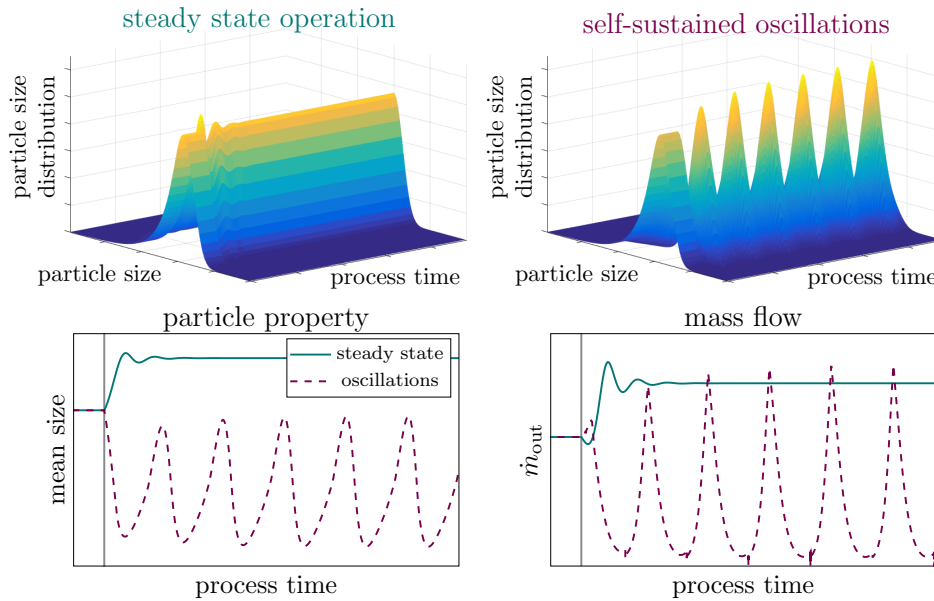 steady state operation
self-sustained oscillations
particle size
distribution
particle size
process time
particle size
distribution
particle size
process time
particle property
mean size
steady state
oscillations
process time
mass flow
ṁout
process time